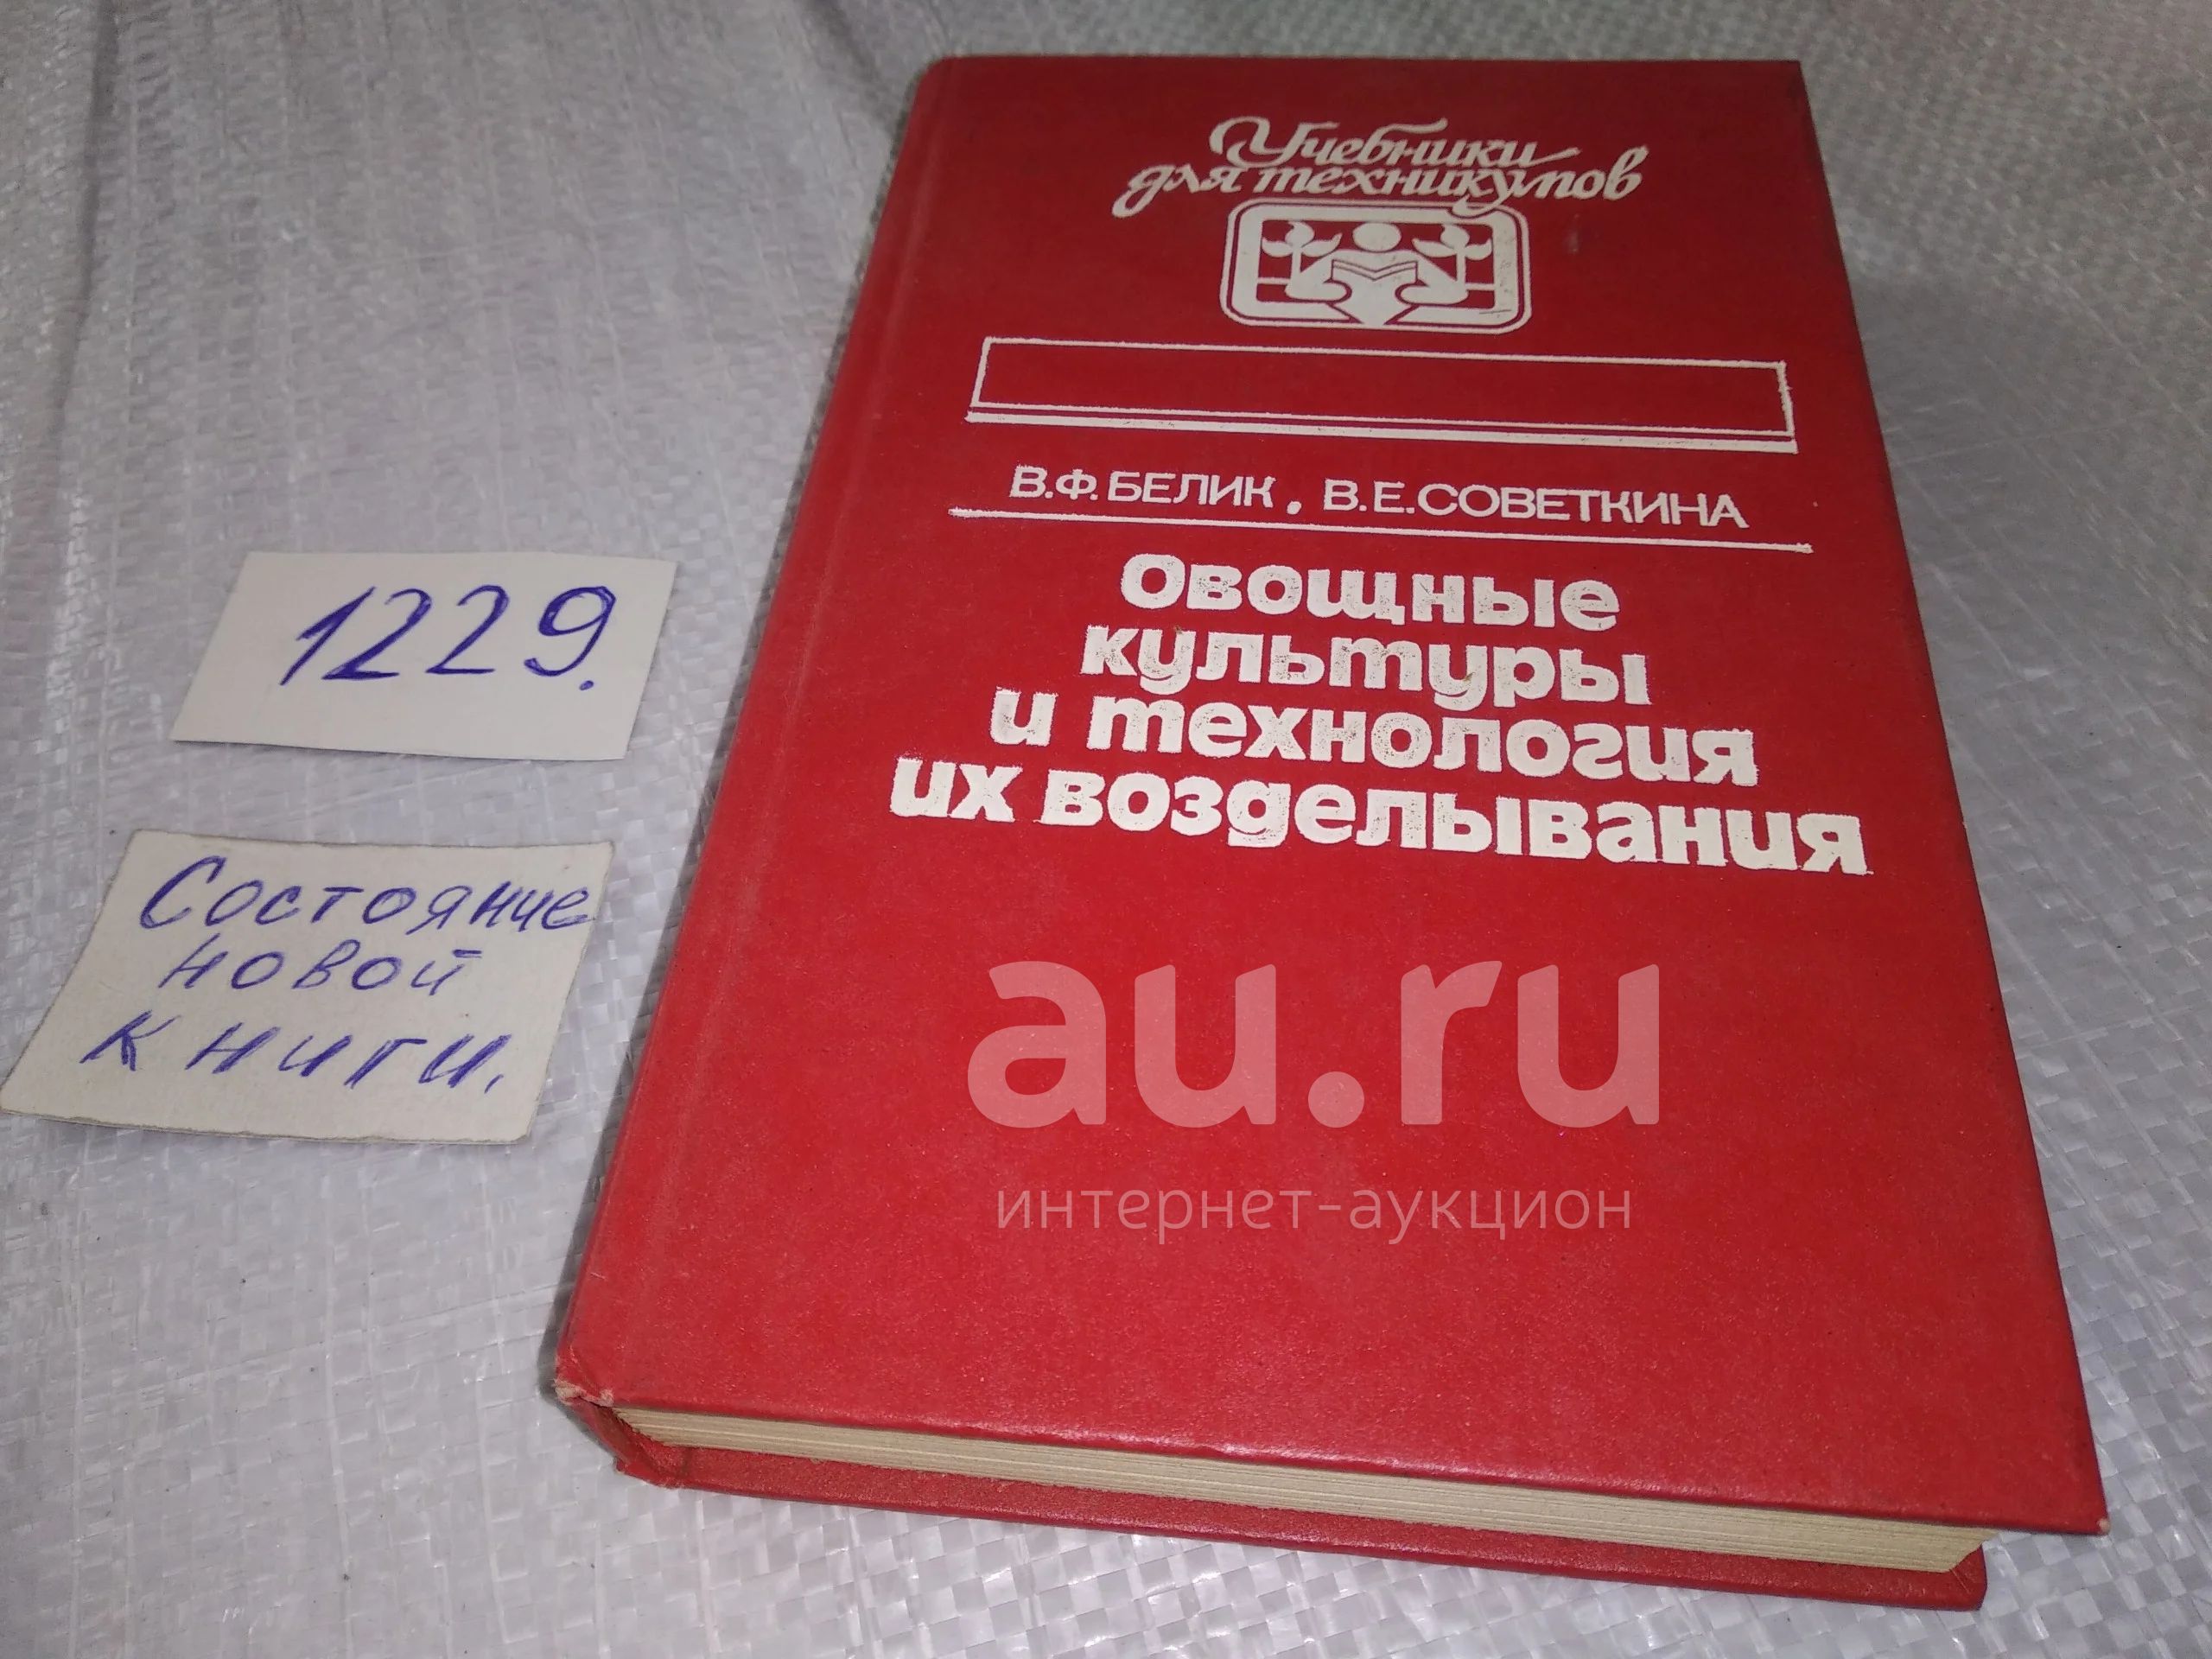 Учебники
для техникумов
В.Ф.БЕЛИК, В.Е.СОВЕТКИНА
Овощные
культуры
и технология
их возделывания
1229.
Состояние
новой
книги.
au.ru
интернет-аукцион